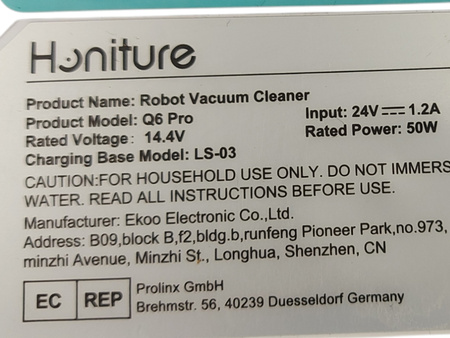 Honiture
Product Name: Robot Vacuum Cleaner
Product Model: Q6 Pro
Input: 24V⎓1.2A
Rated Voltage: 14.4V
Rated Power: 50W
Charging Base Model: LS-03
CAUTION:FOR HOUSEHOLD USE ONLY. DO NOT IMMERS
WATER. READ ALL INSTRUCTIONS BEFORE USE.
Manufacturer: Ekoo Electronic Co.,Ltd.
Address: B09,block B,f2,bldg.b,runfeng Pioneer Park,no.973,
minzhi Avenue, Minzhi St., Longhua, Shenzhen, CN
EC REP
Prolinx GmbH
Brehmstr. 56, 40239 Duesseldorf Germany